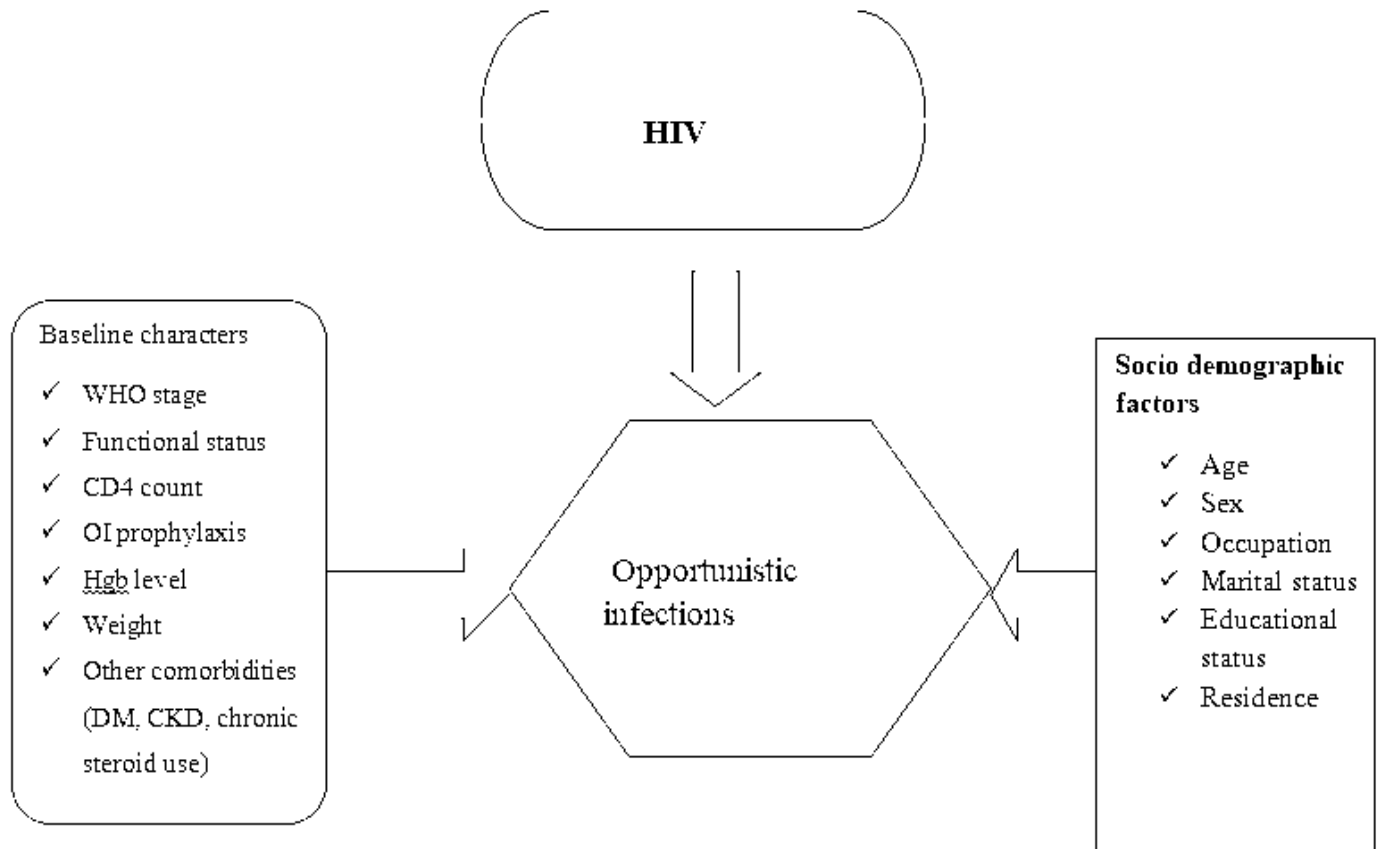 HIV
Baseline characters
✓ WHO stage
✓ Functional status
✓ CD4 count
✓ OI prophylaxis
✓ Hgb level
✓ Weight
✓ Other comorbidities
(DM, CKD, chronic
steroid use)
Opportunistic
infections
Socio demographic
factors
✓ Age
✓ Sex
✓ Occupation
✓ Marital status
✓ Educational
status
✓ Residence